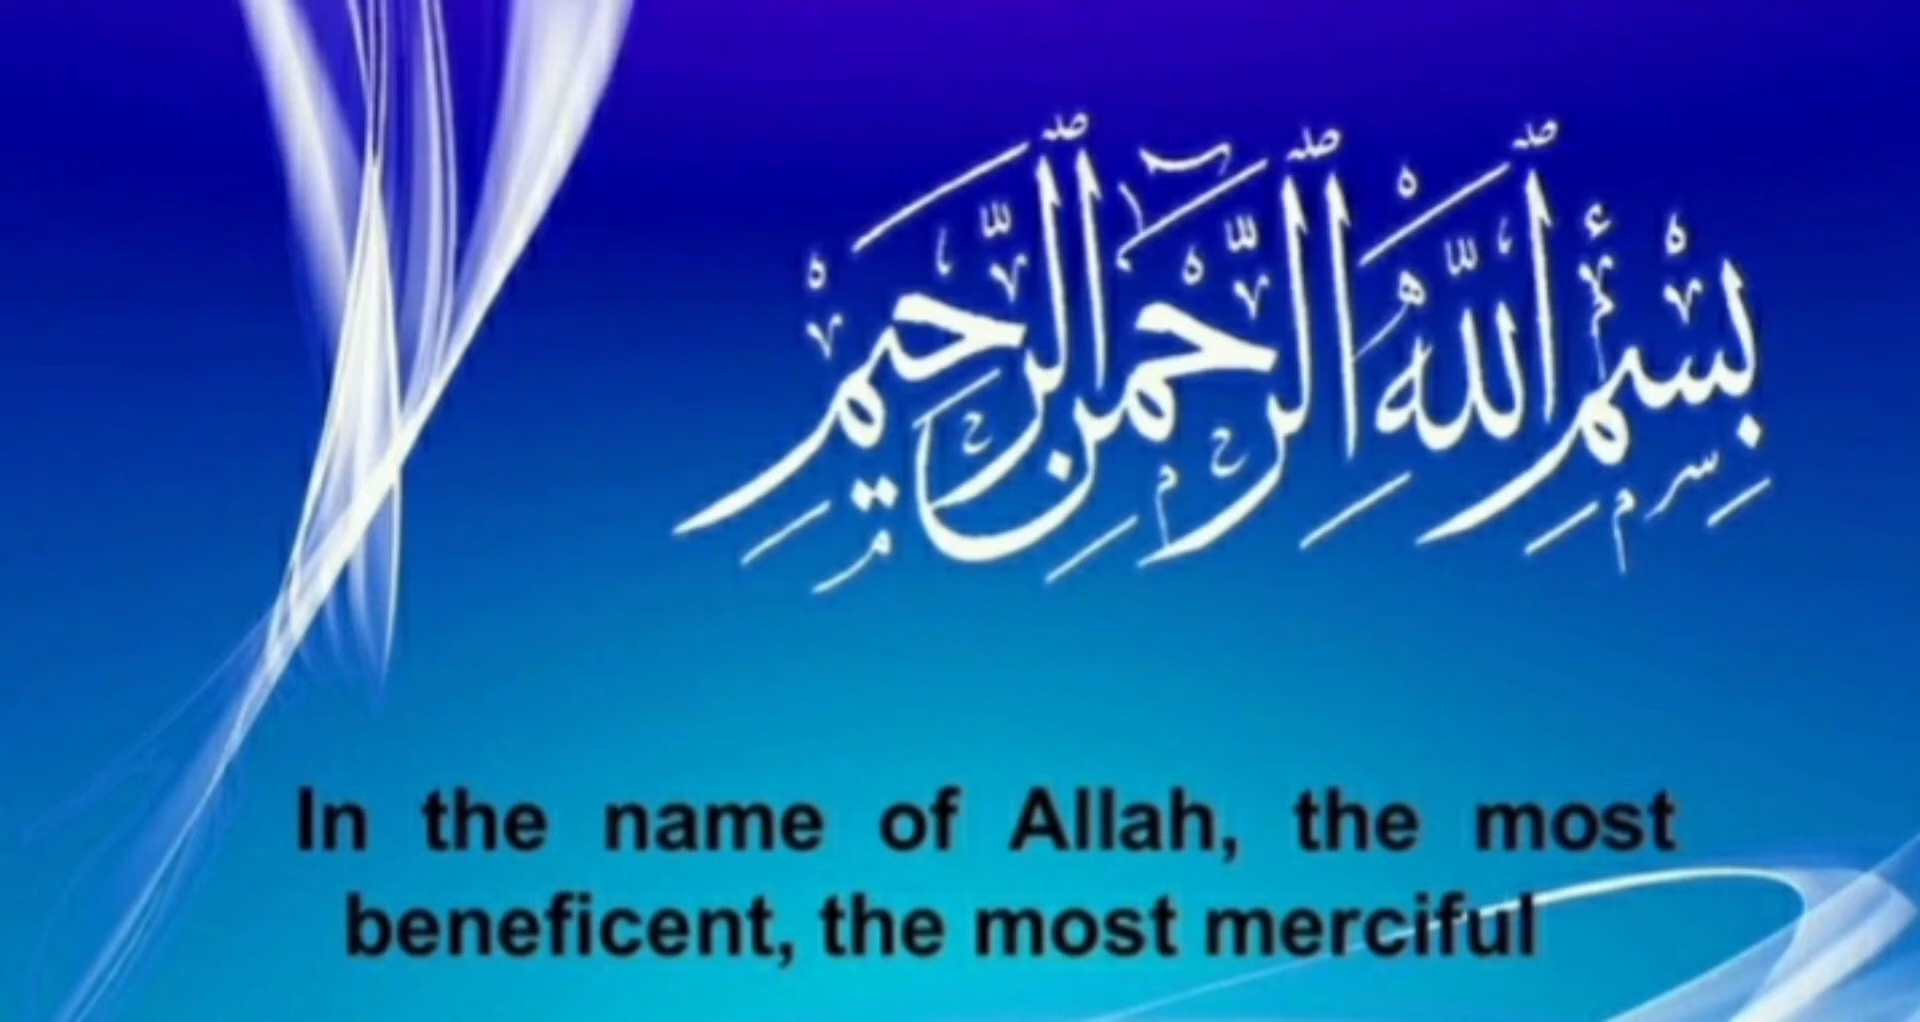 بِسْمِ ٱللَّهِ ٱلرَّحْمَٰنِ ٱلرَّحِيمِ
In the name of Allah, the most
beneficent, the most merciful